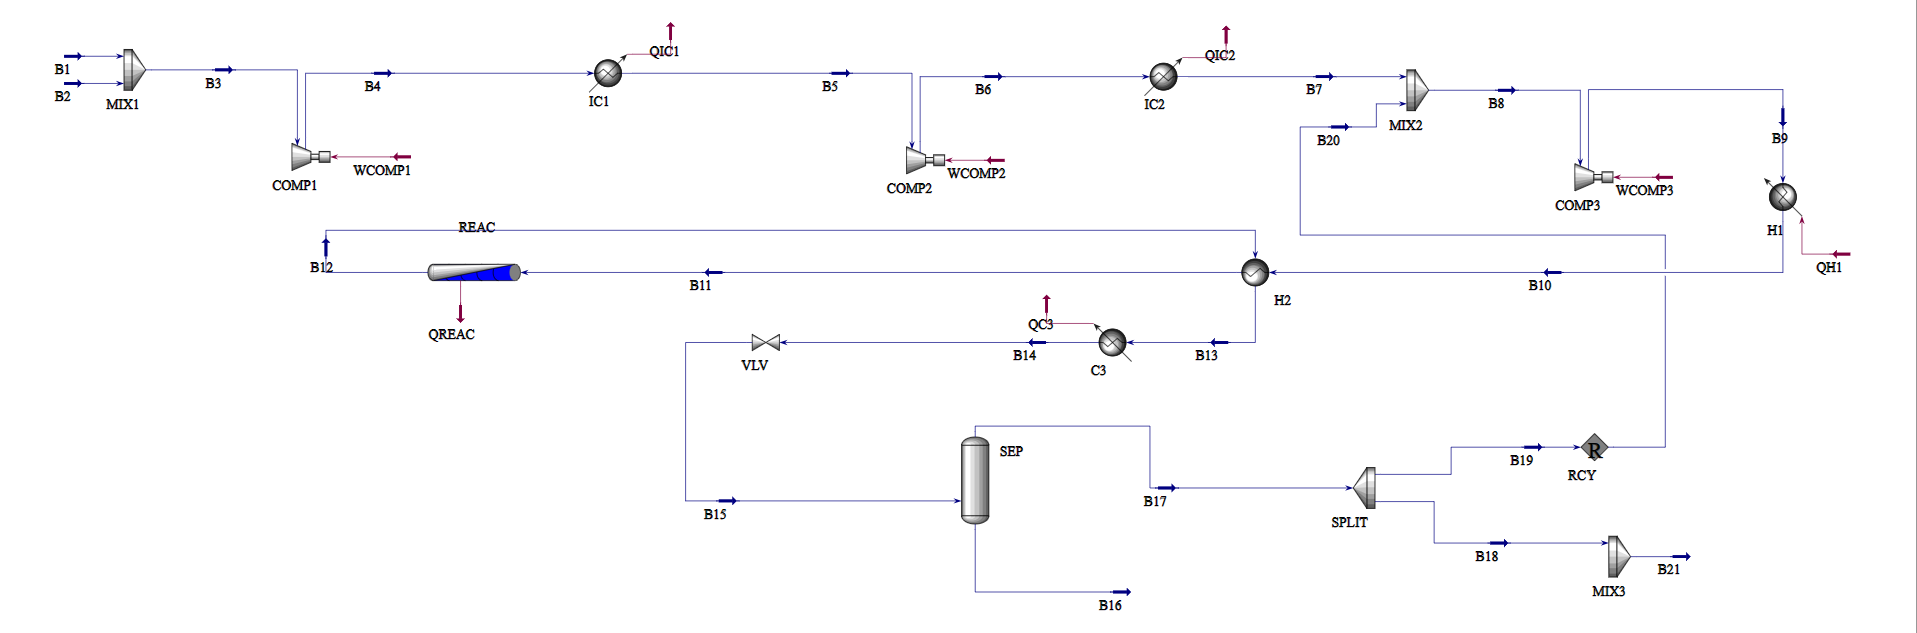 B1
B2
MIX1
B3
B4
COMP1
WCOMP1
IC1
QIC1
B5
COMP2
WCOMP2
B6
IC2
QIC2
B7
B20
MIX2
B8
COMP3
WCOMP3
B9
H1
QH1
B10
H2
B11
REAC
B12
QREAC
B13
C3
QC3
B14
VLV
B15
SEP
B16
B17
SPLIT
B19
RCY
R
B18
MIX3
B21